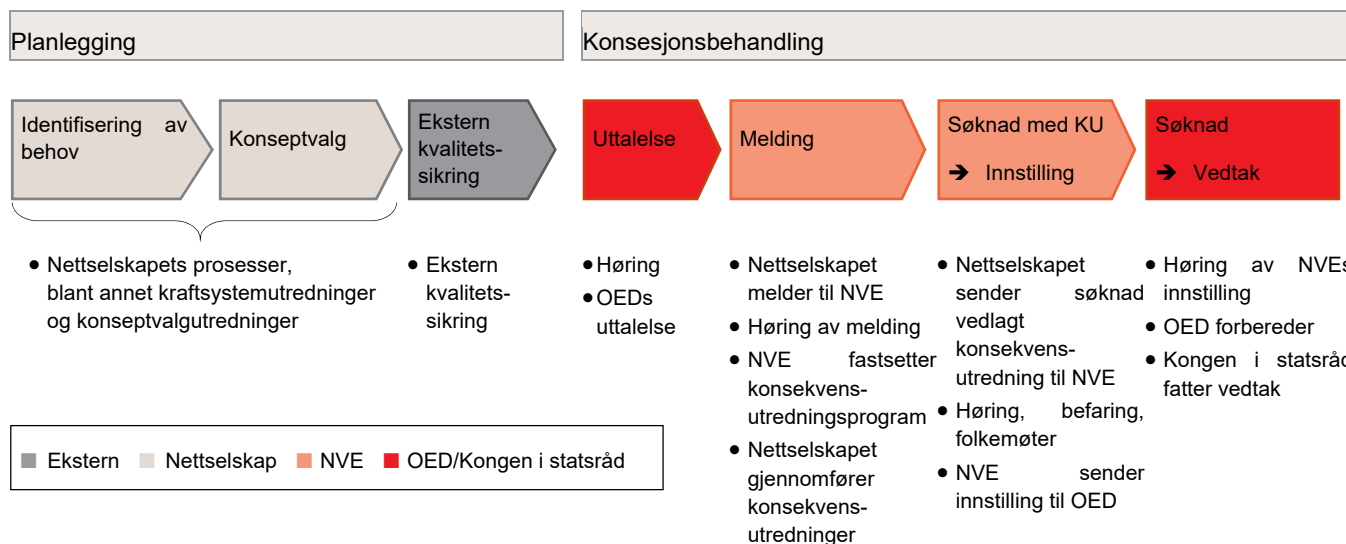 Planlegging
Konsesjonsbehandling
Identifisering av
behov
Konseptvalg
Ekstern
kvalitets-
sikring
Uttalelse
Melding
Søknad med KU
➔ Innstilling
Søknad
➔ Vedtak
• Nettselskapets prosesser,
blant annet kraftsystemutredninger
og konseptvalgutredninger
• Ekstern
kvalitets-
sikring
• Høring
• OEDs
uttalelse
• Nettselskapet
melder til NVE
• Høring av melding
• NVE fastsetter
konsekvens-
utredningsprogram
• Nettselskapet
gjennomfører
konsekvens-
utredninger
• Nettselskapet
sender søknad
vedlagt
konsekvens-
utredning til NVE
• Høring, befaring,
folkemøter
• NVE sender
innstilling til OED
• Høring av NVEs
innstilling
• OED forbereder
• Kongen i statsråd
fatter vedtak
Ekstern Nettselskap NVE OED/Kongen i statsråd